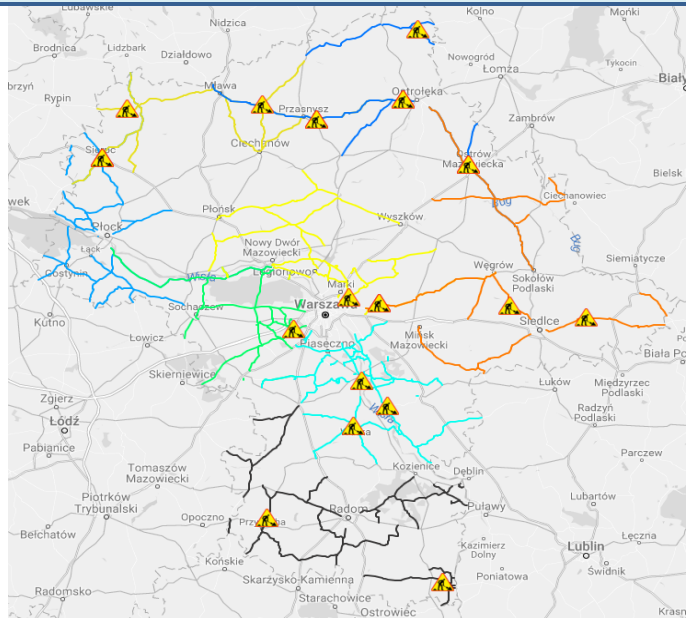 Lubawskie
Kolno
Mońki
Nidzica
Brodnica
Lidzbark
Działdowo
Nowogród
Łomża
Tykocin
Rypin
Mława
Przasnysz
Ostrołęka
Zambrów
Ciechanów
Sierpc
Ostrów
Mazowiecka
Bielsk
Ciechanowiec
Płońsk
Wyszków
Bug
Płock
Łąck
Nowy Dwór
Mazowiecki
Bug
Siemiatycze
Gostynin
Wisła
Legionowo
Marki
Węgrów
Sokołów
Podlaski
Sochaczew
Kutno
Łowicz
Piaseczno
Mińsk
Mazowiecki
Siedlce
Biała Po
Skierniewice
Łuków
Międzyrzec
Podlaski
Zgierz
Łódź
Wisła
Radzyń
Podlaski
Pabianice
Kozienice
Dęblin
Parczew
Tomaszów
Mazowiecki
Piotrków
Trybunalski
Opoczno
Radom
Puławy
Lubartów
Bełchatów
Końskie
Kazimierz
Dolny
Lublin
Łęczna
Świdnik
Poniatowa
Radomsko
Skarżysko-Kamienna
Starachowice
Ostrowiec
Krasn